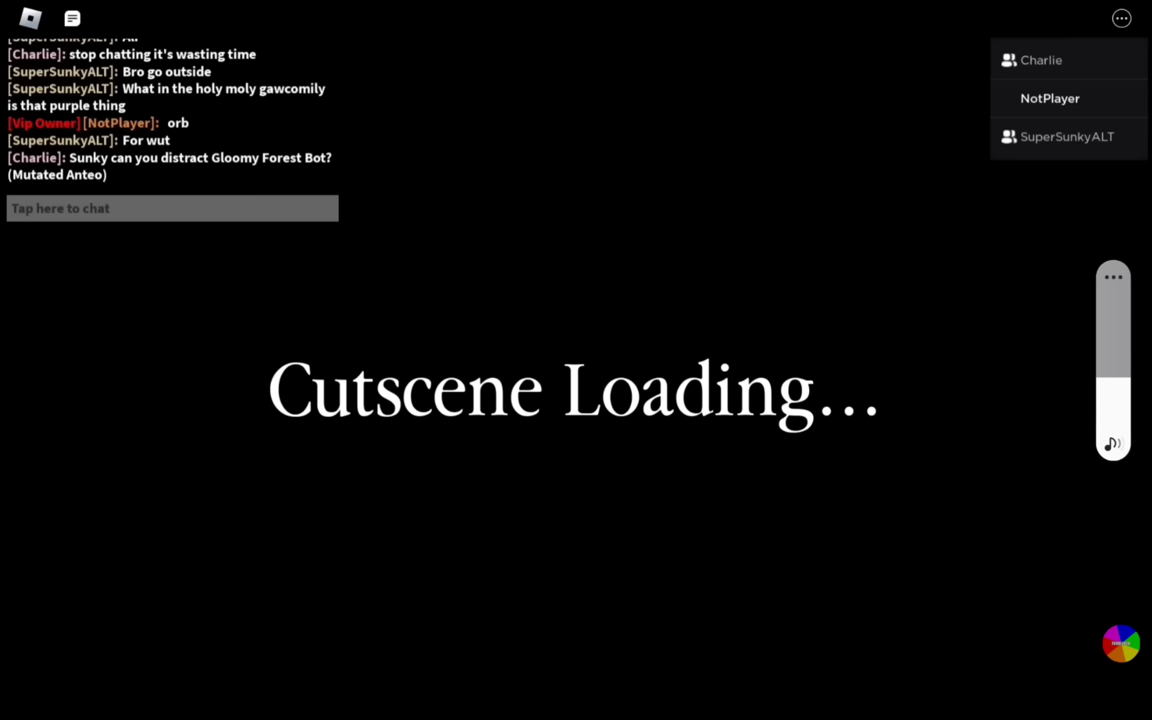 [SuperSunkyALT]:
[Charlie]: stop chatting it's wasting time
[SuperSunkyALT]: Bro go outside
[SuperSunkyALT]: What in the holy moly gawcomily
is that purple thing
[Vip Owner] [NotPlayer]: orb
[SuperSunkyALT]: For wut
[Charlie]: Sunky can you distract Gloomy Forest Bot?
(Mutated Anteo)
Tap here to chat
Charlie
NotPlayer
SuperSunkyALT
Cutscene Loading...